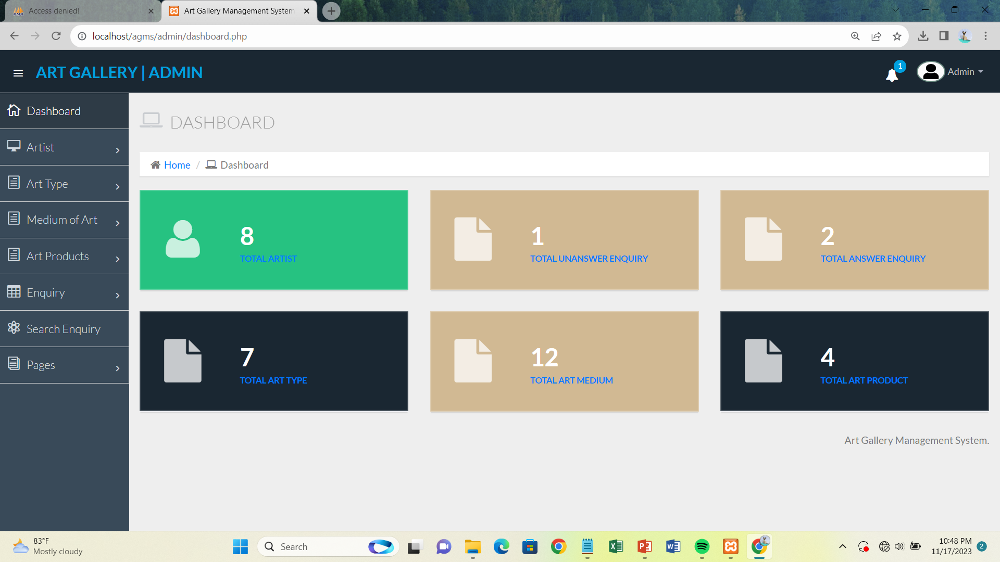 Access denied!
Art Gallery Management System
localhost/agms/admin/dashboard.php
ART GALLERY | ADMIN
1
Admin
Dashboard
Artist
Art Type
Medium of Art
Art Products
Enquiry
Search Enquiry
Pages
DASHBOARD
Home / Dashboard
8
TOTAL ARTIST
1
TOTAL UNANSWER ENQUIRY
2
TOTAL ANSWER ENQUIRY
7
TOTAL ART TYPE
12
TOTAL ART MEDIUM
4
TOTAL ART PRODUCT
Art Gallery Management System.
83°F
Mostly cloudy
Search
10:48 PM
11/17/2023
2